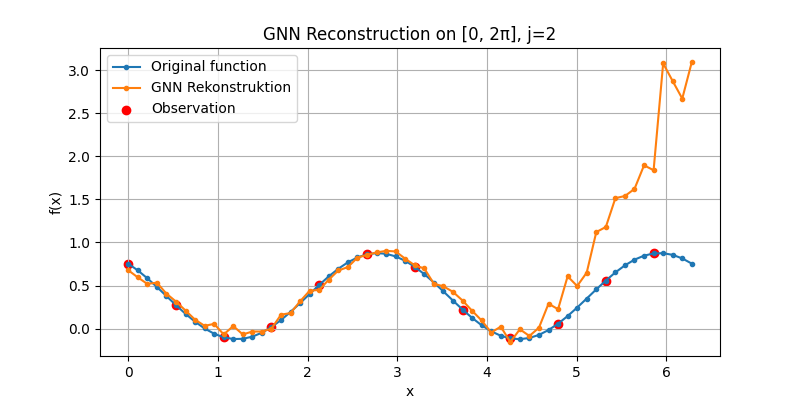 GNN Reconstruction on [0, 2π], j=2
Original function
GNN Rekonstruktion
Observation
f(x)
3.0
2.5
2.0
1.5
1.0
0.5
0.0
0 1 2 3 4 5 6
x